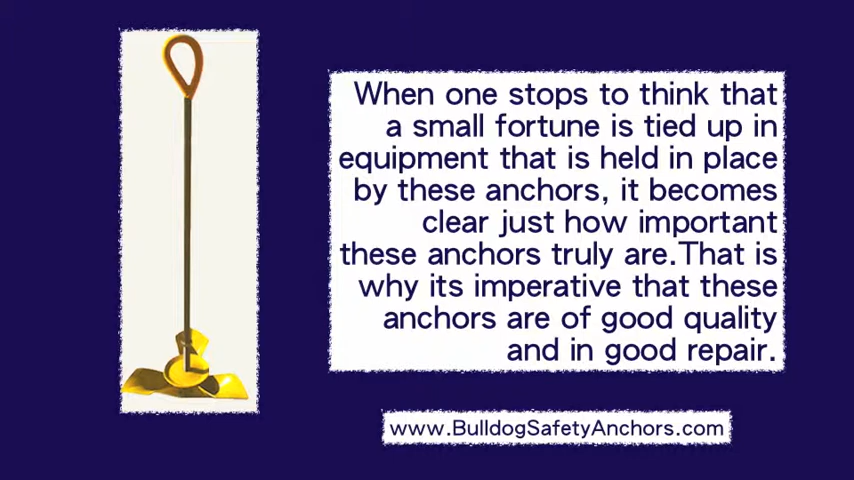 When one stops to think that
a small fortune is tied up in
equipment that is held in place
by these anchors, it becomes
clear just how important
these anchors truly are.That is
why its imperative that these
anchors are of good quality
and in good repair.
www.BulldogSafetyAnchors.com